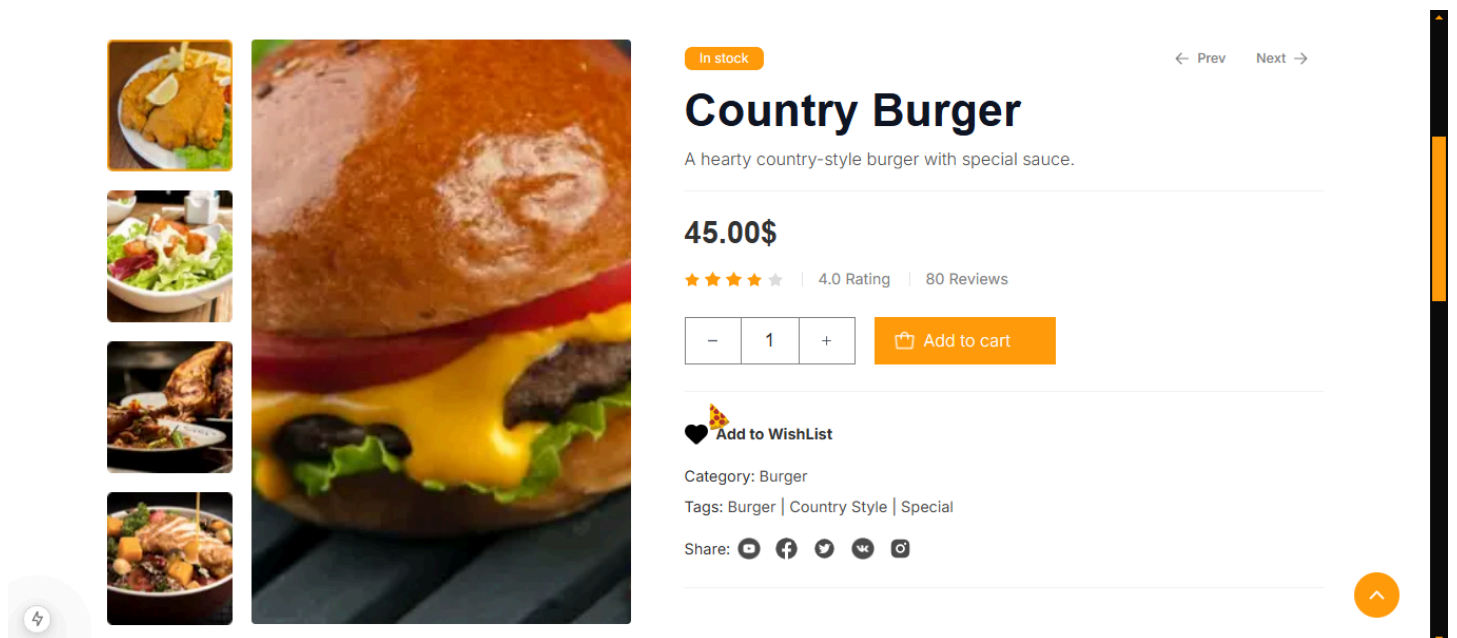 In stock
Prev
Next
Country Burger
A hearty country-style burger with special sauce.
45.00$
4.0 Rating
80 Reviews
− 1 +
Add to cart
Add to WishList
Category: Burger
Tags: Burger | Country Style | Special
Share: